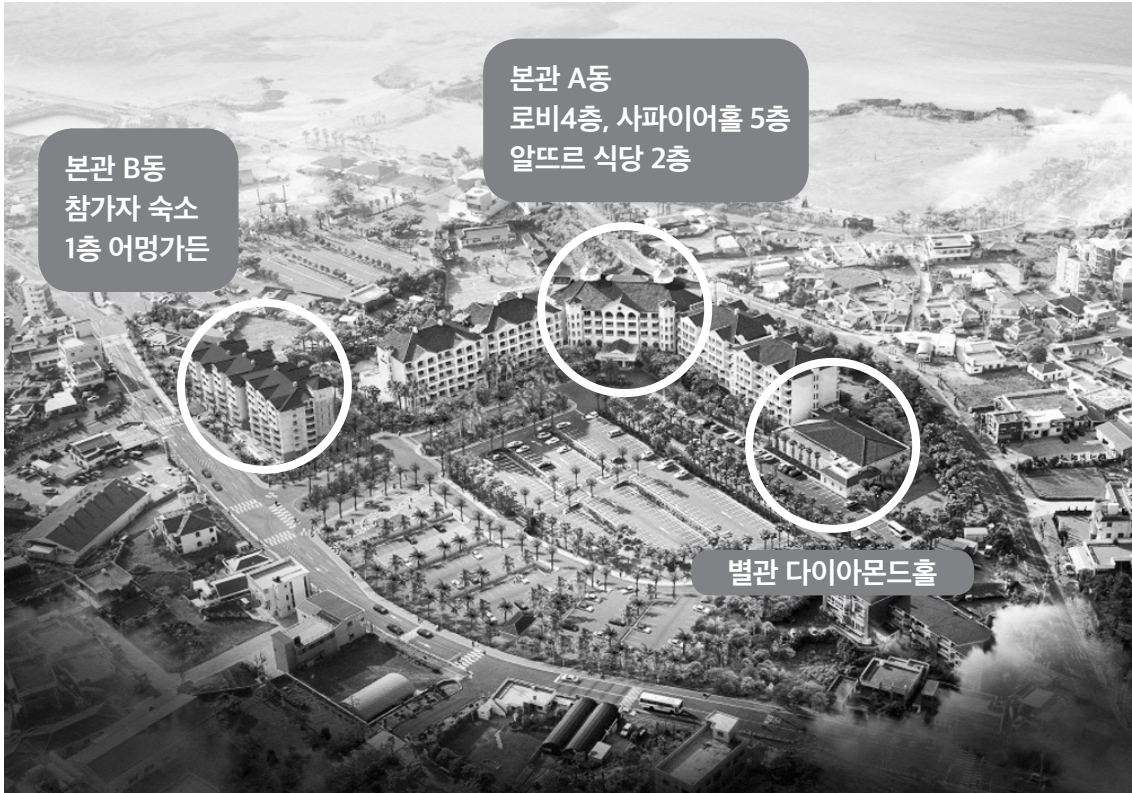 본관 A동
로비4층, 사파이어홀 5층
알뜨르 식당 2층
본관 B동
참가자 숙소
1층 어멍가든
별관 다이아몬드홀